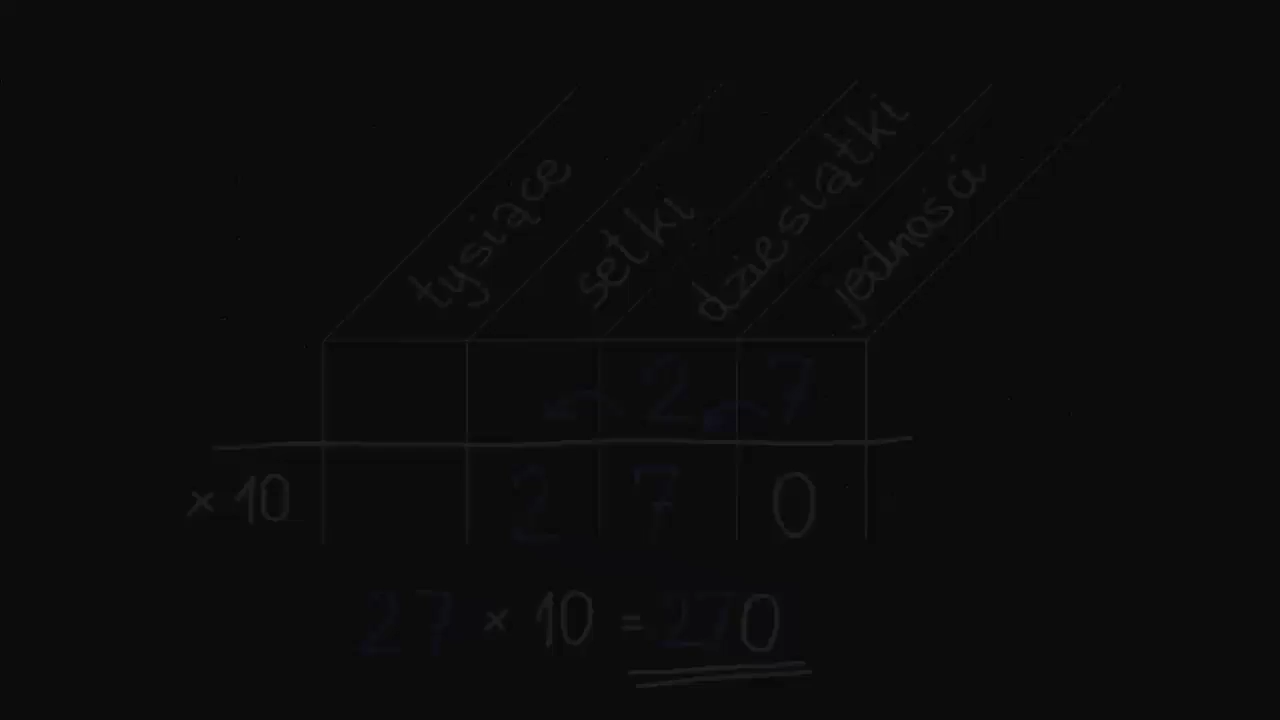 tysiące setki dziesiątki jedności
2 7
× 10 2 7 0
27 × 10 = 270